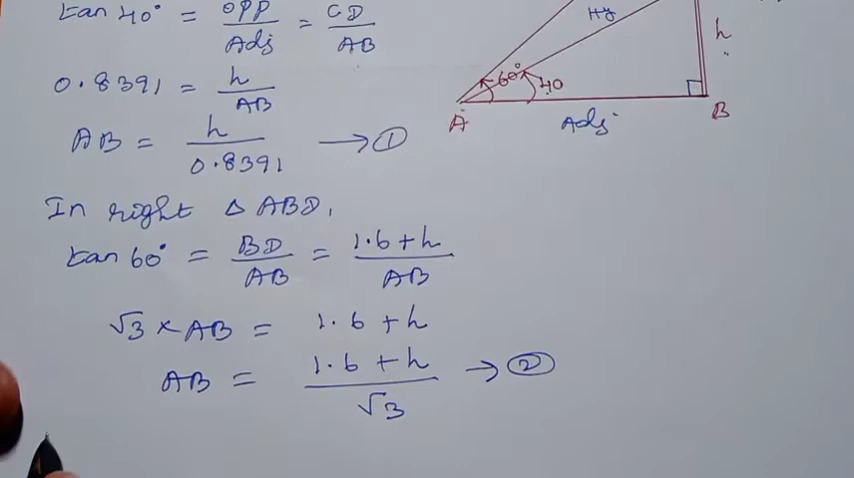 tan 40° = opp/Adj = CD/AB
0.8391 = h/AB
AB = h/0.8391 → ①
In right △ ABD,
tan 60° = BD/AB = 1.6+h/AB
√3 × AB = 1.6 + h
AB = 1.6 + h/√3 → ②
Hy
h
60°
40
A
Adj
B